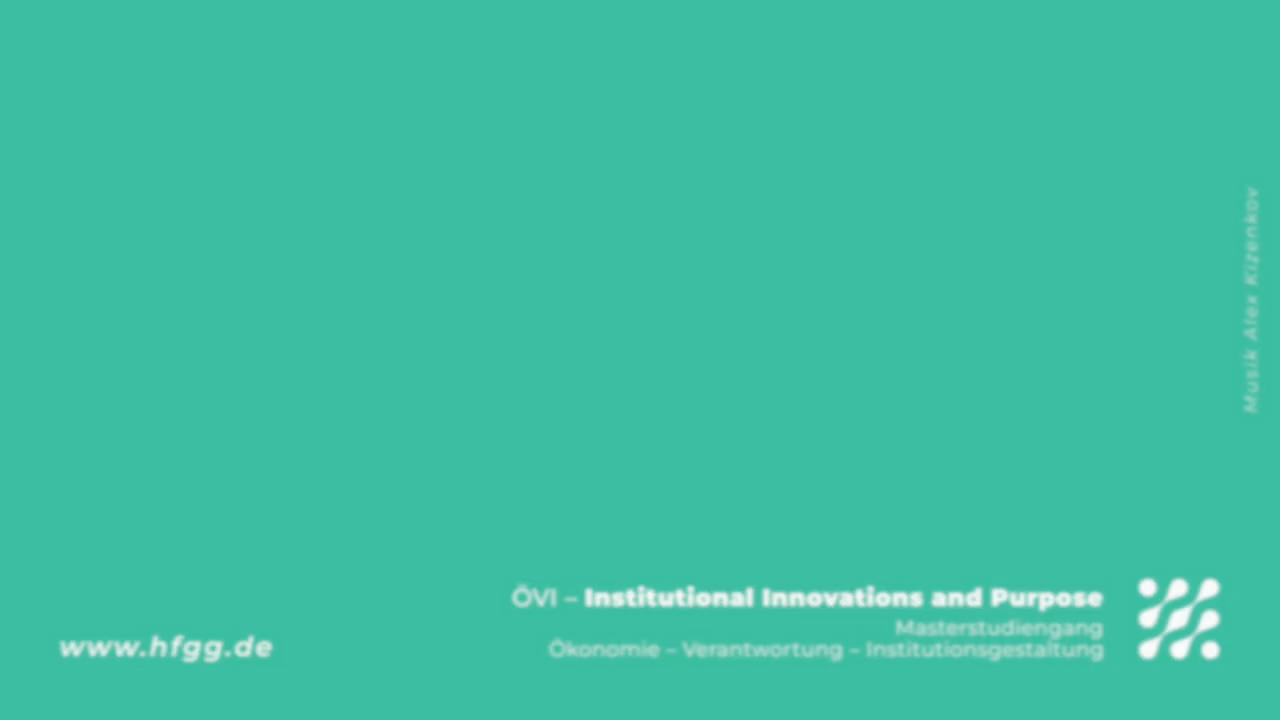 Musik Alex Kizenkov
ÖVI – Institutional Innovations and Purpose
Masterstudiengang
Ökonomie – Verantwortung – Institutionsgestaltung
www.hfgg.de